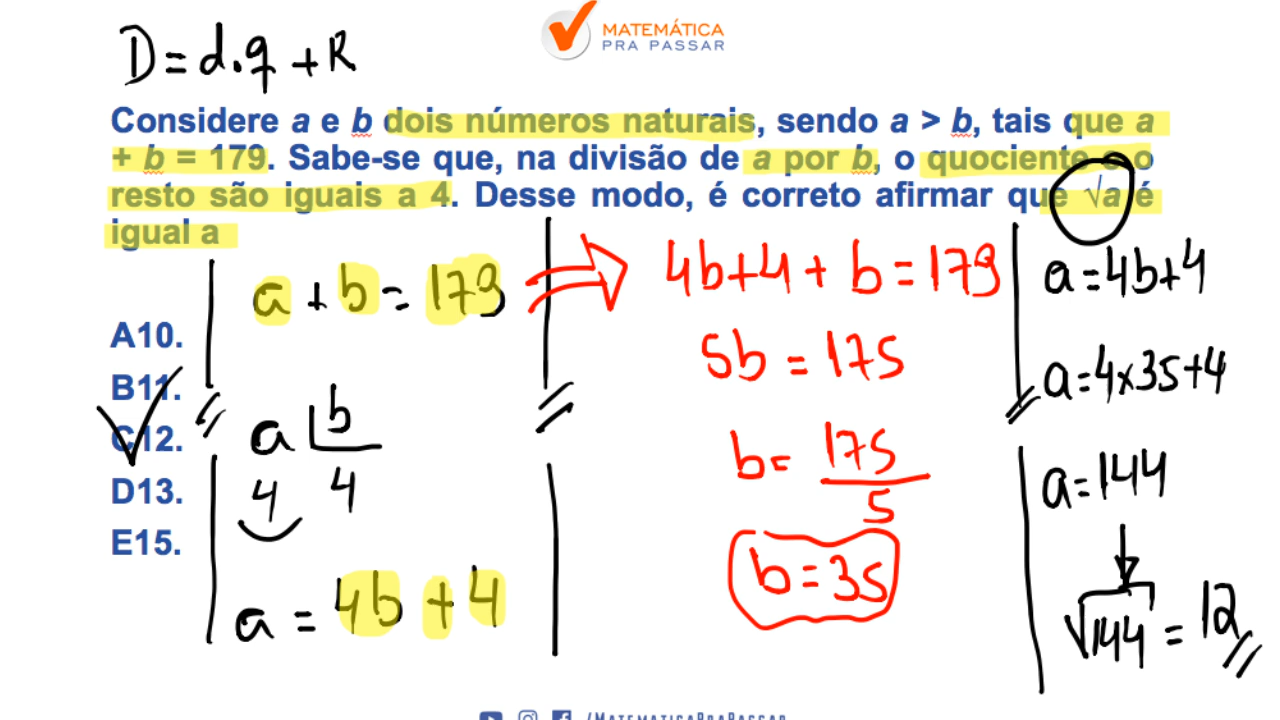 D = d.q + R
MATEMÁTICA
PRA PASSAR
Considere a e b dois números naturais, sendo a > b, tais que a
+ b = 179. Sabe-se que, na divisão de a por b, o quociente e o
resto são iguais a 4. Desse modo, é correto afirmar que √a é
igual a
a + b = 179
4b+4 + b = 179
a = 4b+4
A10.
5b = 175
B11.
a = 4x35+4
a b
C12.
b = 175
5
a = 144
4 4
D13.
E15.
b = 35
a = 4b + 4
√144 = 12
/MATEMATICAPRAPASSAR